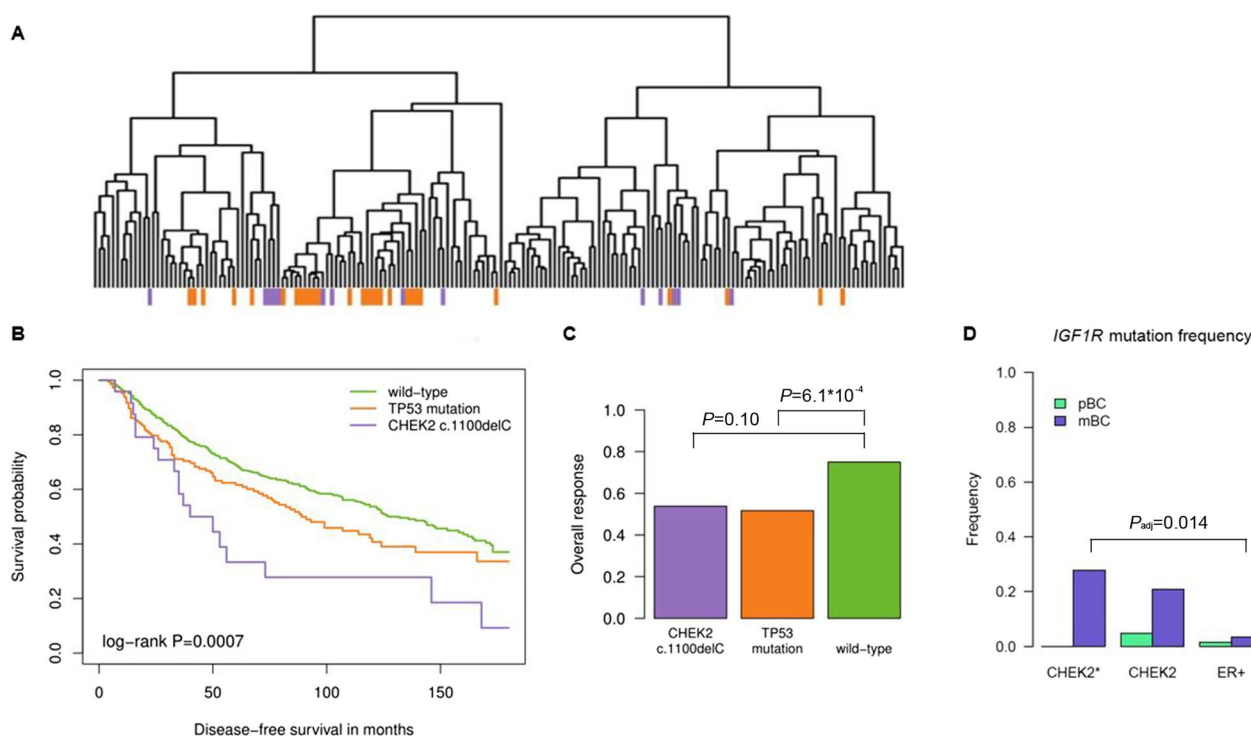 A
B
1.0
0.8
0.6
0.4
0.2
0.0
Survival probability
wild-type
TP53 mutation
CHEK2 c.1100delC
log-rank P=0.0007
0
50
100
150
Disease-free survival in months
C
P=0.10
P=6.1*10-4
1.0
0.8
0.6
0.4
0.2
0.0
Overall response
CHEK2
c.1100delC
TP53
mutation
wild-type
D
IGF1R mutation frequency
1.0
0.8
0.6
0.4
0.2
0.0
Frequency
pBC
mBC
Padj=0.014
CHEK2*
CHEK2
ER+